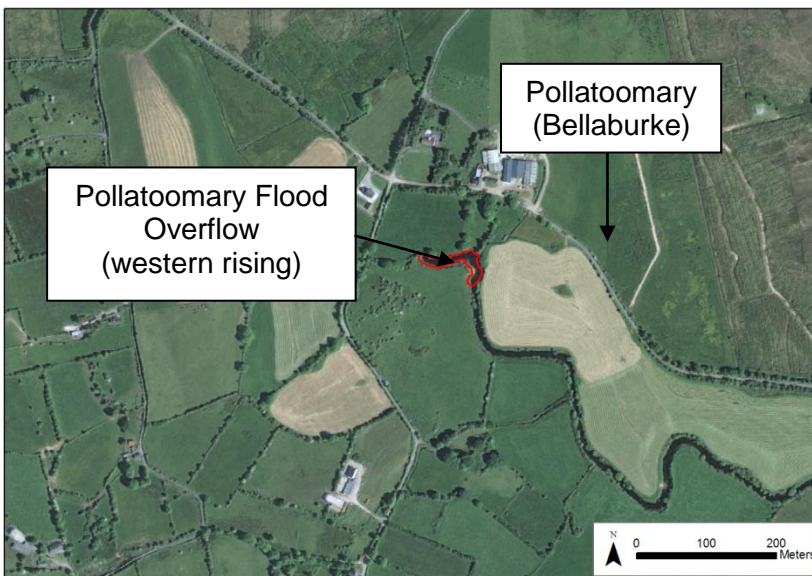 Pollatoomary
(Bellaburke)
Pollatoomary Flood
Overflow
(western rising)
N
0 100 200
Meters